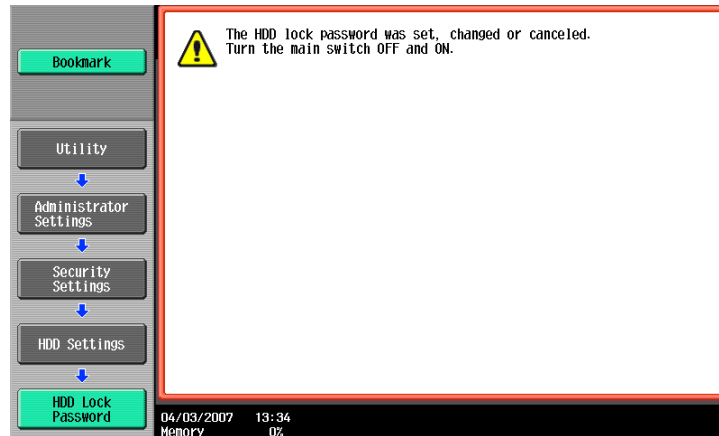 Bookmark
Utility
Administrator
Settings
Security
Settings
HDD Settings
HDD Lock
Password
The HDD lock password was set, changed or canceled.
Turn the main switch OFF and ON.
04/03/2007 13:34
Memory 0%